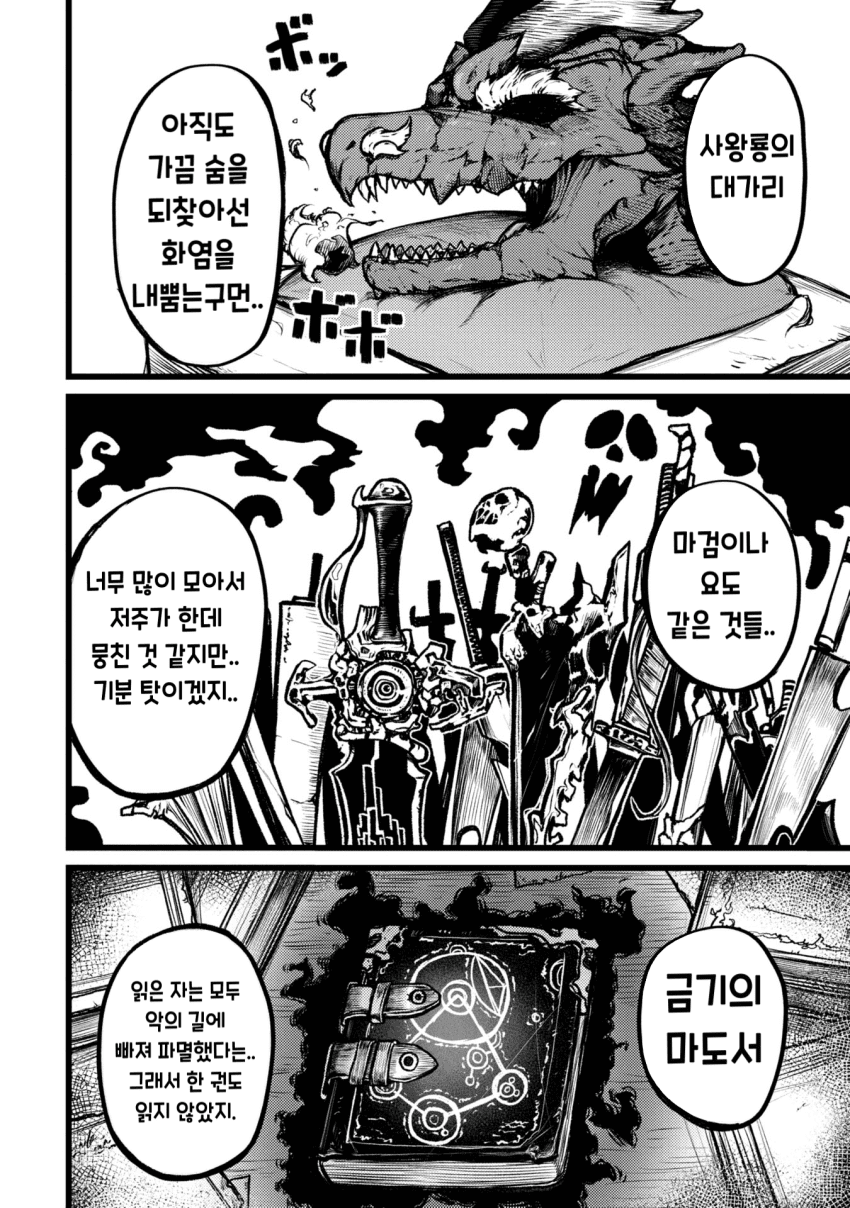 사왕룡의
대가리
ボッ
아직도
가끔 숨을
되찾아선
화염을
내뿜는구먼..
ボボ
마검이나
요도
같은 것들..
너무 많이 모아서
저주가 한데
뭉친 것 같지만..
기분 탓이겠지..
금기의
마도서
읽은 자는 모두
악의 길에
빠져 파멸했다는..
그래서 한 권도
읽지 않았지.